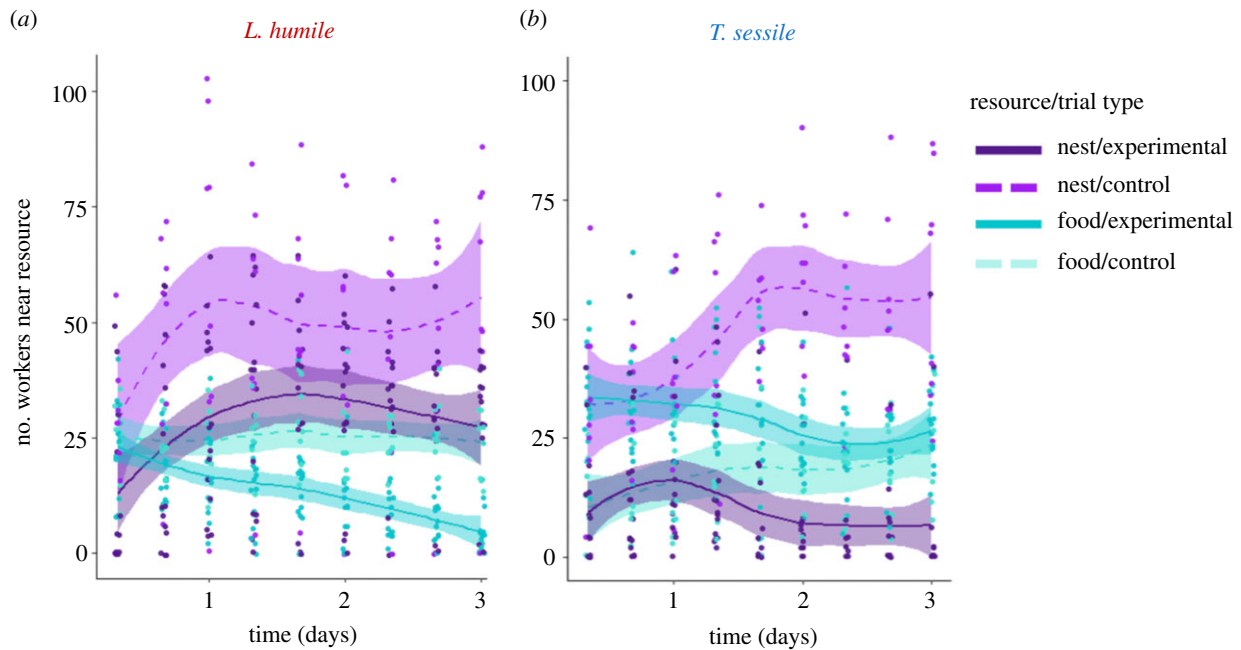 (a)
L. humile
no. workers near resource
100
75
50
25
0
1
2
3
time (days)
(b)
T. sessile
100
75
50
25
0
1
2
3
time (days)
resource/trial type
nest/experimental
nest/control
food/experimental
food/control